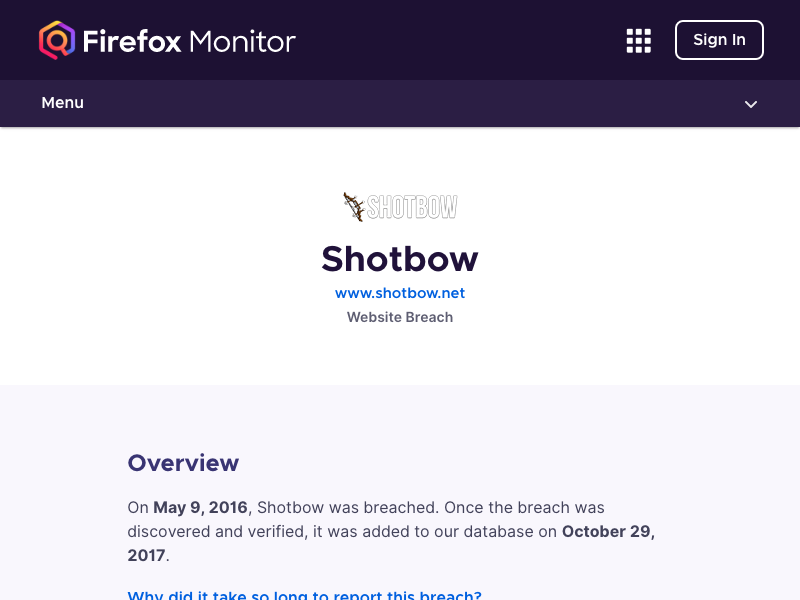 Firefox Monitor
Sign In
Menu
SHOTBOW
Shotbow
www.shotbow.net
Website Breach
Overview
On May 9, 2016, Shotbow was breached. Once the breach was
discovered and verified, it was added to our database on October 29,
2017.
Why did it take so long to report this breach?